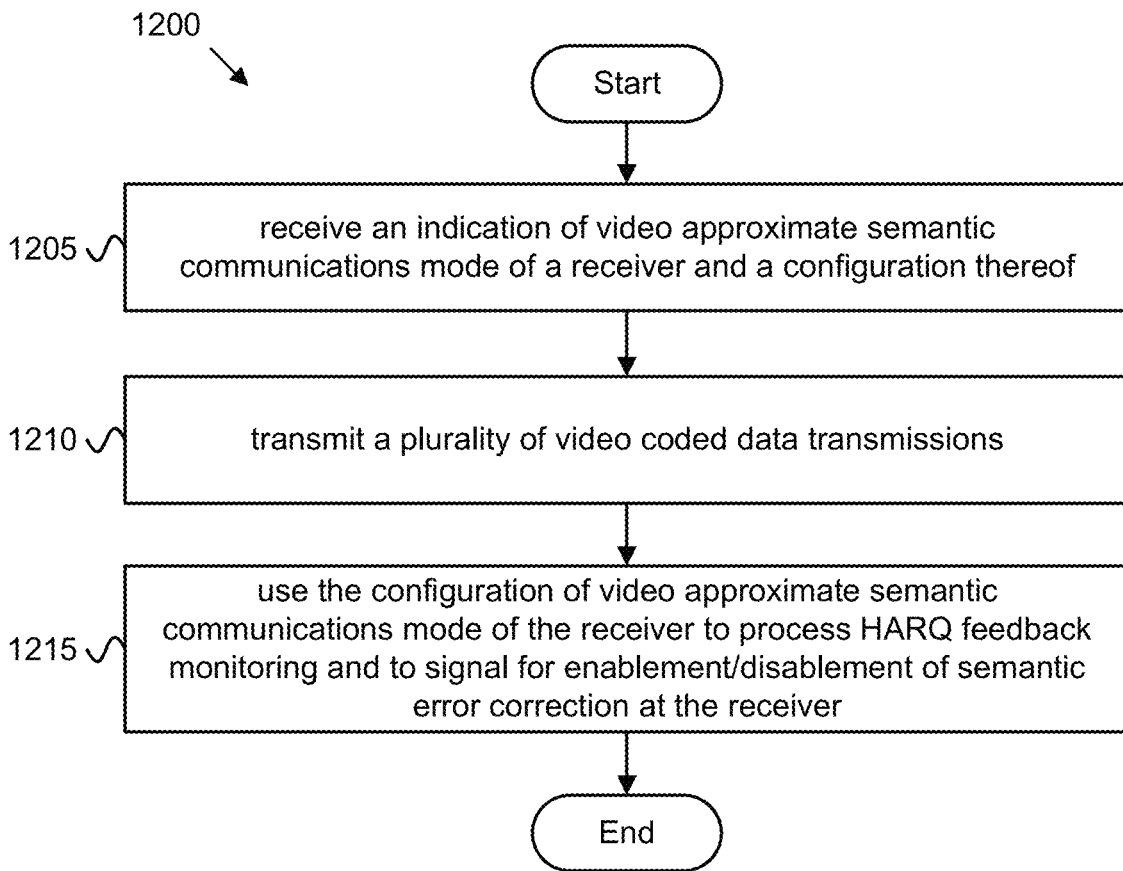 1200
Start
1205
receive an indication of video approximate semantic
communications mode of a receiver and a configuration thereof
1210
transmit a plurality of video coded data transmissions
1215
use the configuration of video approximate semantic
communications mode of the receiver to process HARQ feedback
monitoring and to signal for enablement/disablement of semantic
error correction at the receiver
End